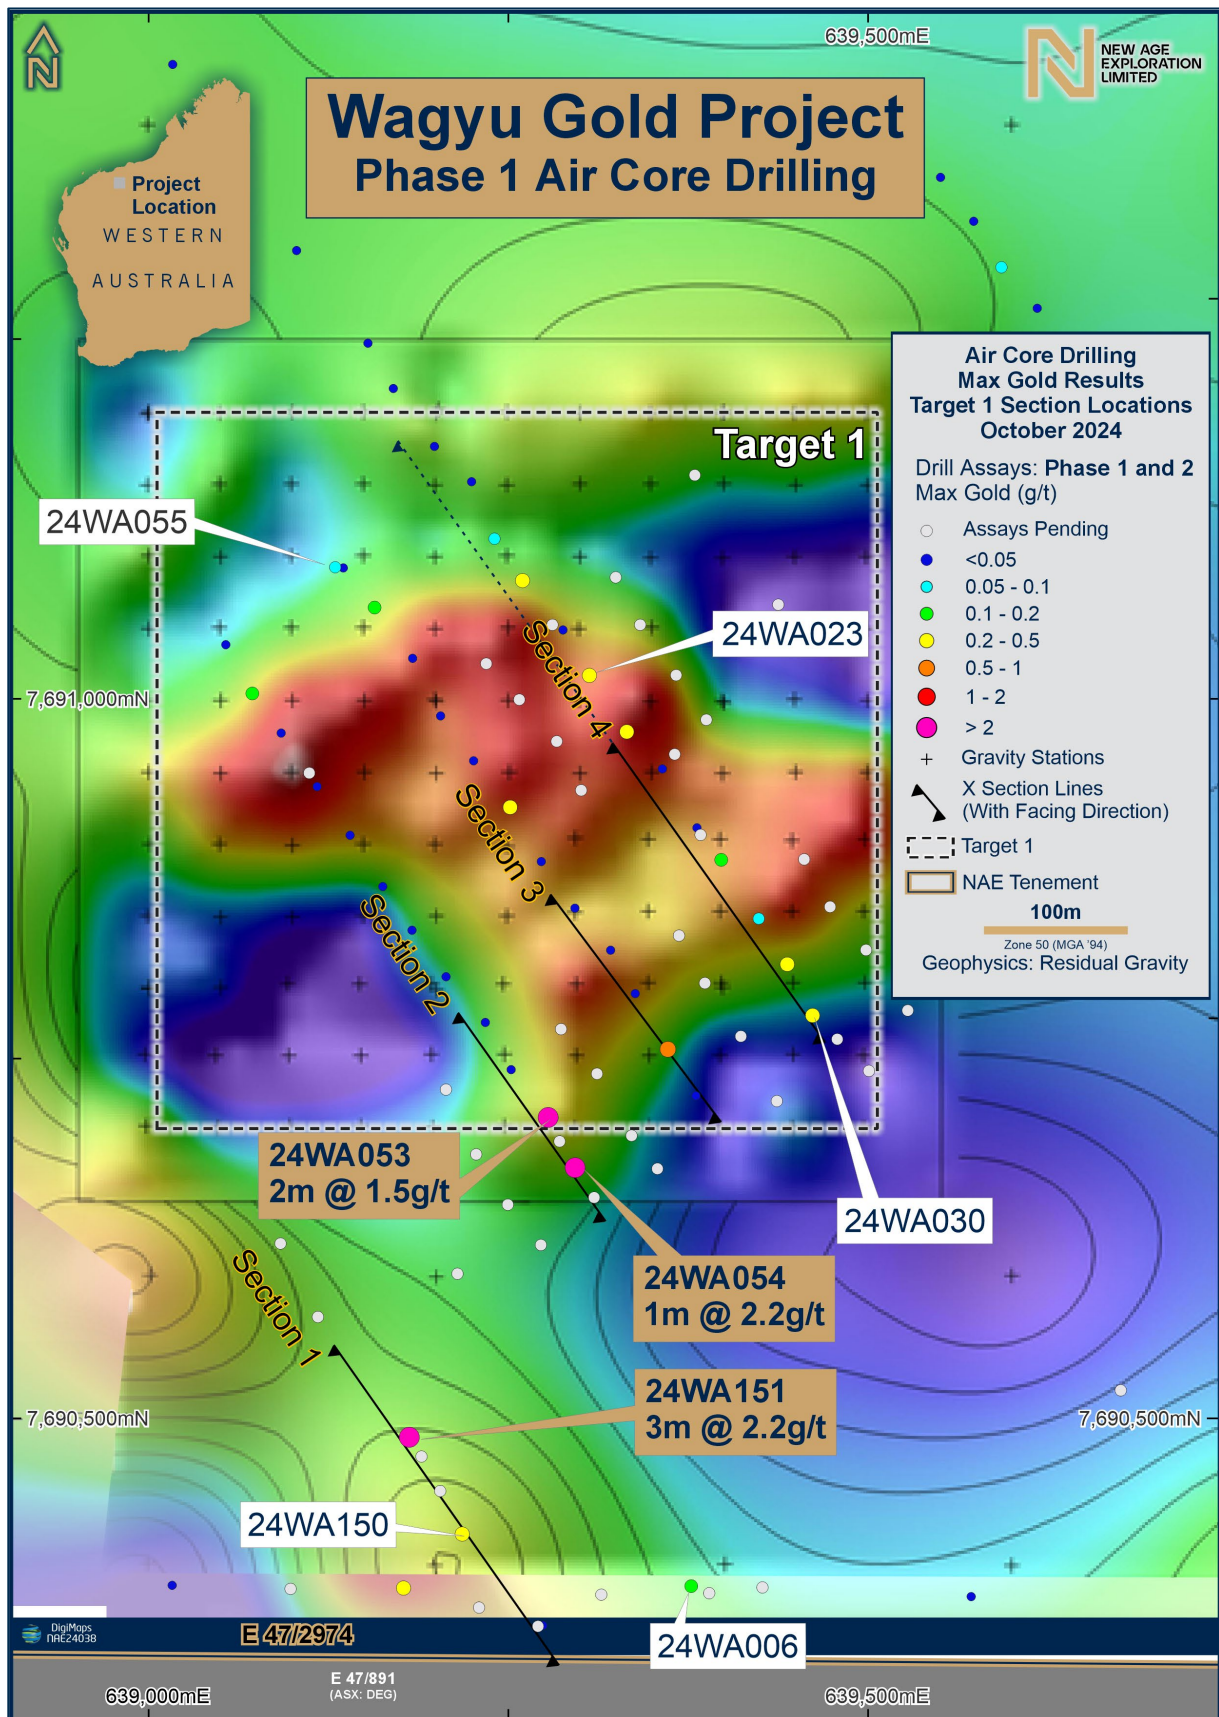 639,500mE
NEW AGE
EXPLORATION
LIMITED
N
Wagyu Gold Project
Phase 1 Air Core Drilling
Project
Location
WESTERN
AUSTRALIA
Air Core Drilling
Max Gold Results
Target 1 Section Locations
October 2024
Drill Assays: Phase 1 and 2
Max Gold (g/t)
Assays Pending
<0.05
0.05 - 0.1
0.1 - 0.2
0.2 - 0.5
0.5 - 1
1 - 2
> 2
Gravity Stations
X Section Lines
(With Facing Direction)
Target 1
NAE Tenement
100m
Zone 50 (MGA '94)
Geophysics: Residual Gravity
Target 1
24WA055
24WA023
7,691,000mN
Section 4
Section 3
Section 2
24WA053
2m @ 1.5g/t
24WA030
24WA054
1m @ 2.2g/t
Section 1
24WA151
3m @ 2.2g/t
7,690,500mN
7,690,500mN
24WA150
24WA006
DigiMaps
NAE24038
E 47/2974
E 47/891
(ASX: DEG)
639,000mE
639,500mE